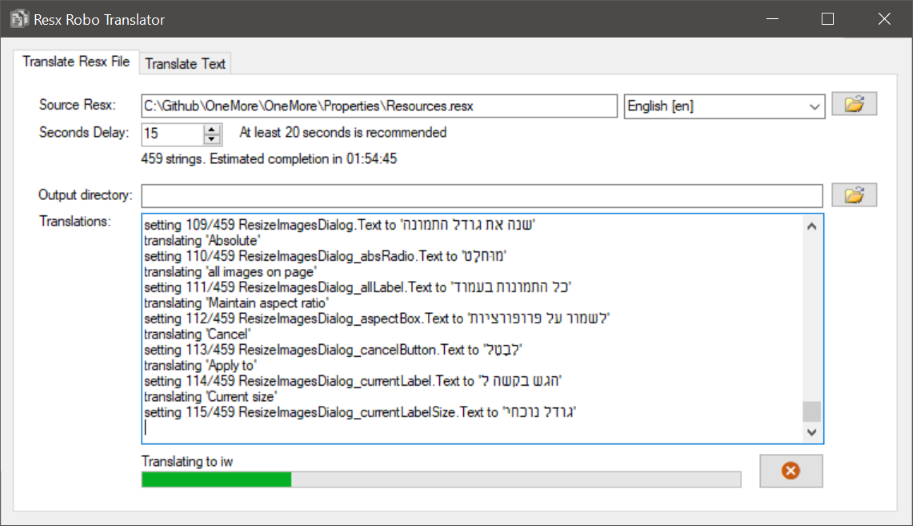 Resx Robo Translator
Translate Resx File
Translate Text
Source Resx:
C:\Github\OneMore\OneMore\Properties\Resources.resx
English [en]
Seconds Delay:
15
At least 20 seconds is recommended
459 strings. Estimated completion in 01:54:45
Output directory:
Translations:
setting 109/459 ResizeImagesDialog.Text to 'שנה את גודל התמונה'
translating 'Absolute'
setting 110/459 ResizeImagesDialog_absRadio.Text to 'מוּחלָט'
translating 'all images on page'
setting 111/459 ResizeImagesDialog_allLabel.Text to 'כל התמונות בעמוד'
translating 'Maintain aspect ratio'
setting 112/459 ResizeImagesDialog_aspectBox.Text to 'לשמור על פרופורציות'
translating 'Cancel'
setting 113/459 ResizeImagesDialog_cancelButton.Text to 'לְבַטֵל'
translating 'Apply to'
setting 114/459 ResizeImagesDialog_currentLabel.Text to 'הגש בקשה ל'
translating 'Current size'
setting 115/459 ResizeImagesDialog_currentLabelSize.Text to 'גודל נוכחי'
Translating to iw